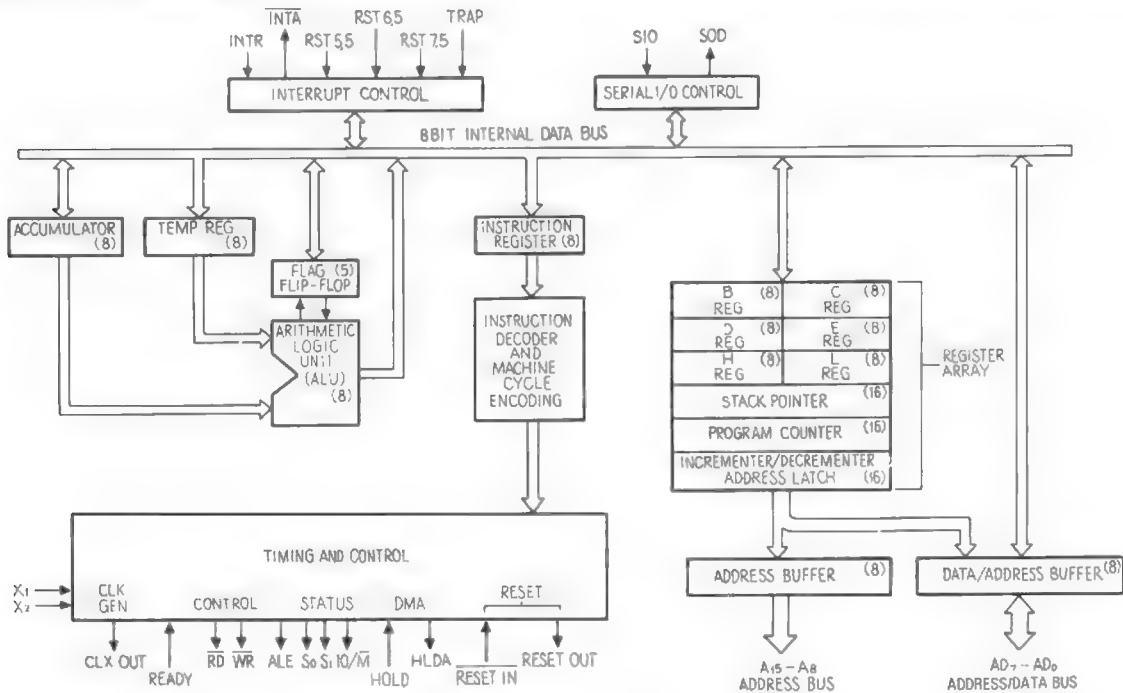 INTR
INTA
RST 5,5
RST 6,5
RST 7,5
TRAP
INTERRUPT CONTROL
SIO
SOD
SERIAL I/O CONTROL
8BIT INTERNAL DATA BUS
ACCUMULATOR
(8)
TEMP REG
(8)
FLAG (5)
FLIP-FLOP
ARITHMETIC
LOGIC
UNIT
(ALU)
(8)
INSTRUCTION
REGISTER (8)
INSTRUCTION
DECODER
AND
MACHINE
CYCLE
ENCODING
B (8)
REG
C (8)
REG
D (8)
REG
E (8)
REG
H (8)
REG
L (8)
REG
STACK POINTER (16)
PROGRAM COUNTER (16)
INCREMENTER/DECREMENTER
ADDRESS LATCH (16)
REGISTER
ARRAY
TIMING AND CONTROL
X₁
X₂
CLK
GEN
CONTROL
STATUS
DMA
RESET
CLX OUT
READY
RD
WR
ALE
S₀
S₁
IO/M
HOLD
HLDA
RESET IN
RESET OUT
ADDRESS BUFFER (8)
DATA/ADDRESS BUFFER (8)
A₁₅-A₈
ADDRESS BUS
AD₇-AD₀
ADDRESS/DATA BUS